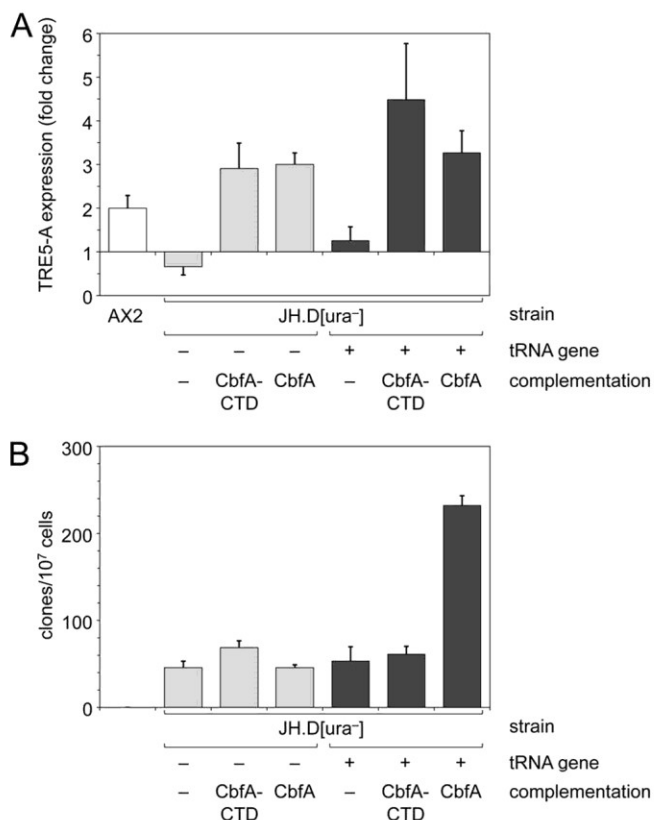 A
TRE5-A expression (fold change)
6
5
4
3
2
1
0
AX2
JH.D[ura⁻]
strain
– – – + + + tRNA gene
– CbfA-CTD CbfA – CbfA-CTD CbfA complementation
B
clones/10⁷ cells
300
200
100
0
JH.D[ura⁻]
strain
– – – + + + tRNA gene
– CbfA-CTD CbfA – CbfA-CTD CbfA complementation